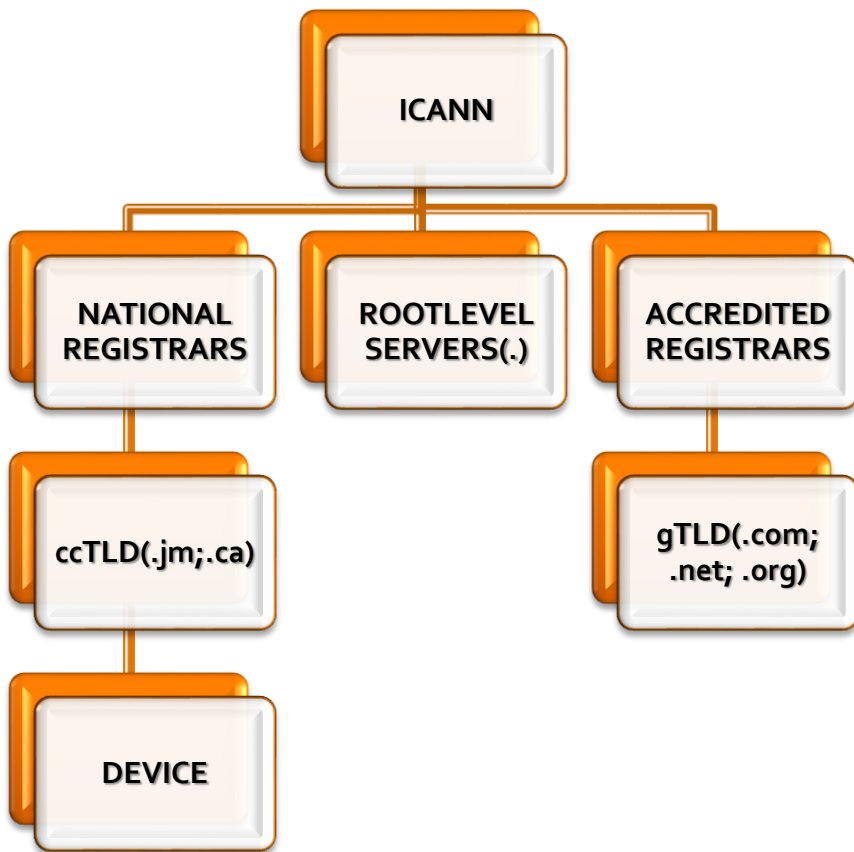 ICANN
NATIONAL
REGISTRARS
ROOTLEVEL
SERVERS(.)
ACCREDITED
REGISTRARS
ccTLD(.jm;.ca)
gTLD(.com;
.net; .org)
DEVICE